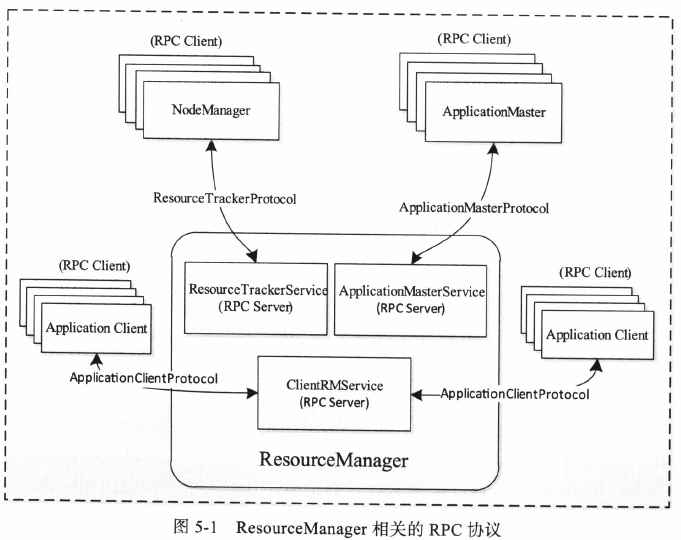 (RPC Client)
NodeManager
(RPC Client)
ApplicationMaster
ResourceTrackerProtocol
ApplicationMasterProtocol
(RPC Client)
Application Client
ResourceTrackerService
(RPC Server)
ApplicationMasterService
(RPC Server)
(RPC Client)
Application Client
ApplicationClientProtocol
ClientRMService
(RPC Server)
ApplicationClientProtocol
ResourceManager
图 5-1 ResourceManager 相关的 RPC 协议